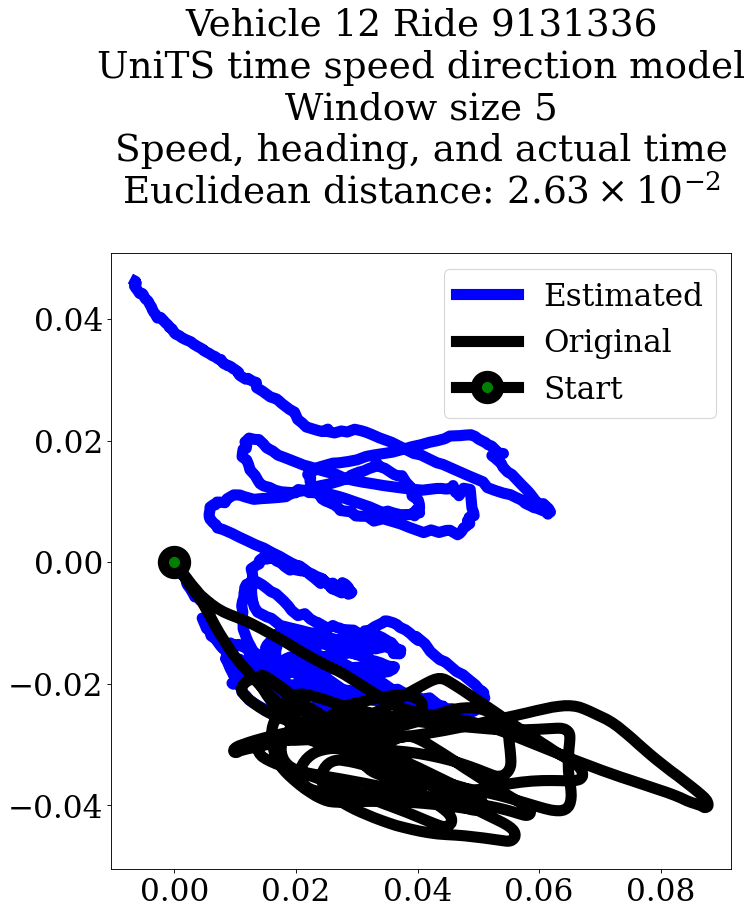 Vehicle 12 Ride 9131336
UniTS time speed direction model
Window size 5
Speed, heading, and actual time
Euclidean distance: 2.63 × 10⁻²
Estimated
Original
Start
0.04
0.02
0.00
−0.02
−0.04
0.00 0.02 0.04 0.06 0.08